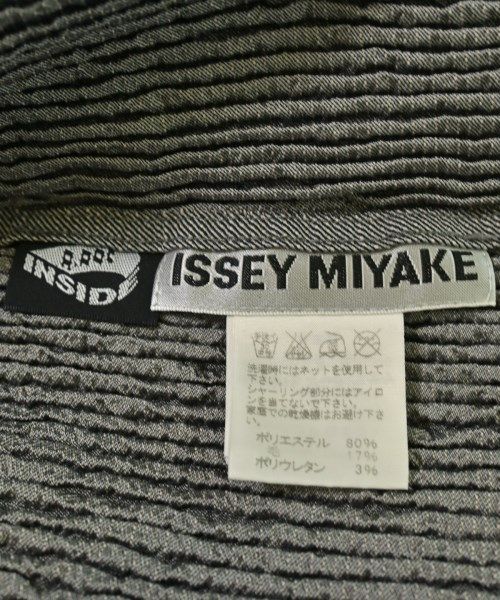 A-POC
INSIDE
ISSEY MIYAKE
洗濯時にはネットを使用して下さい。
シャーリング部分にはアイロンを当てないで下さい。
家庭での乾燥機はお避け下さい。
ポリエステル 80%
毛 17%
ポリウレタン 3%